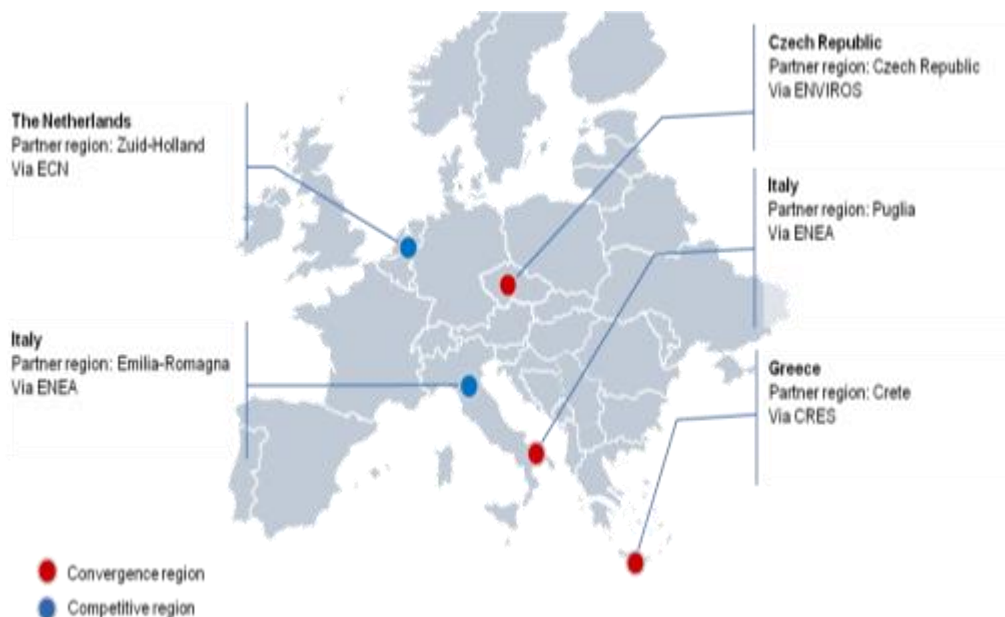 The Netherlands
Partner region: Zuid-Holland
Via ECN
Italy
Partner region: Emilia-Romagna
Via ENEA
Czech Republic
Partner region: Czech Republic
Via ENVIROS
Italy
Partner region: Puglia
Via ENEA
Greece
Partner region: Crete
Via CRES
Convergence region
Competitive region